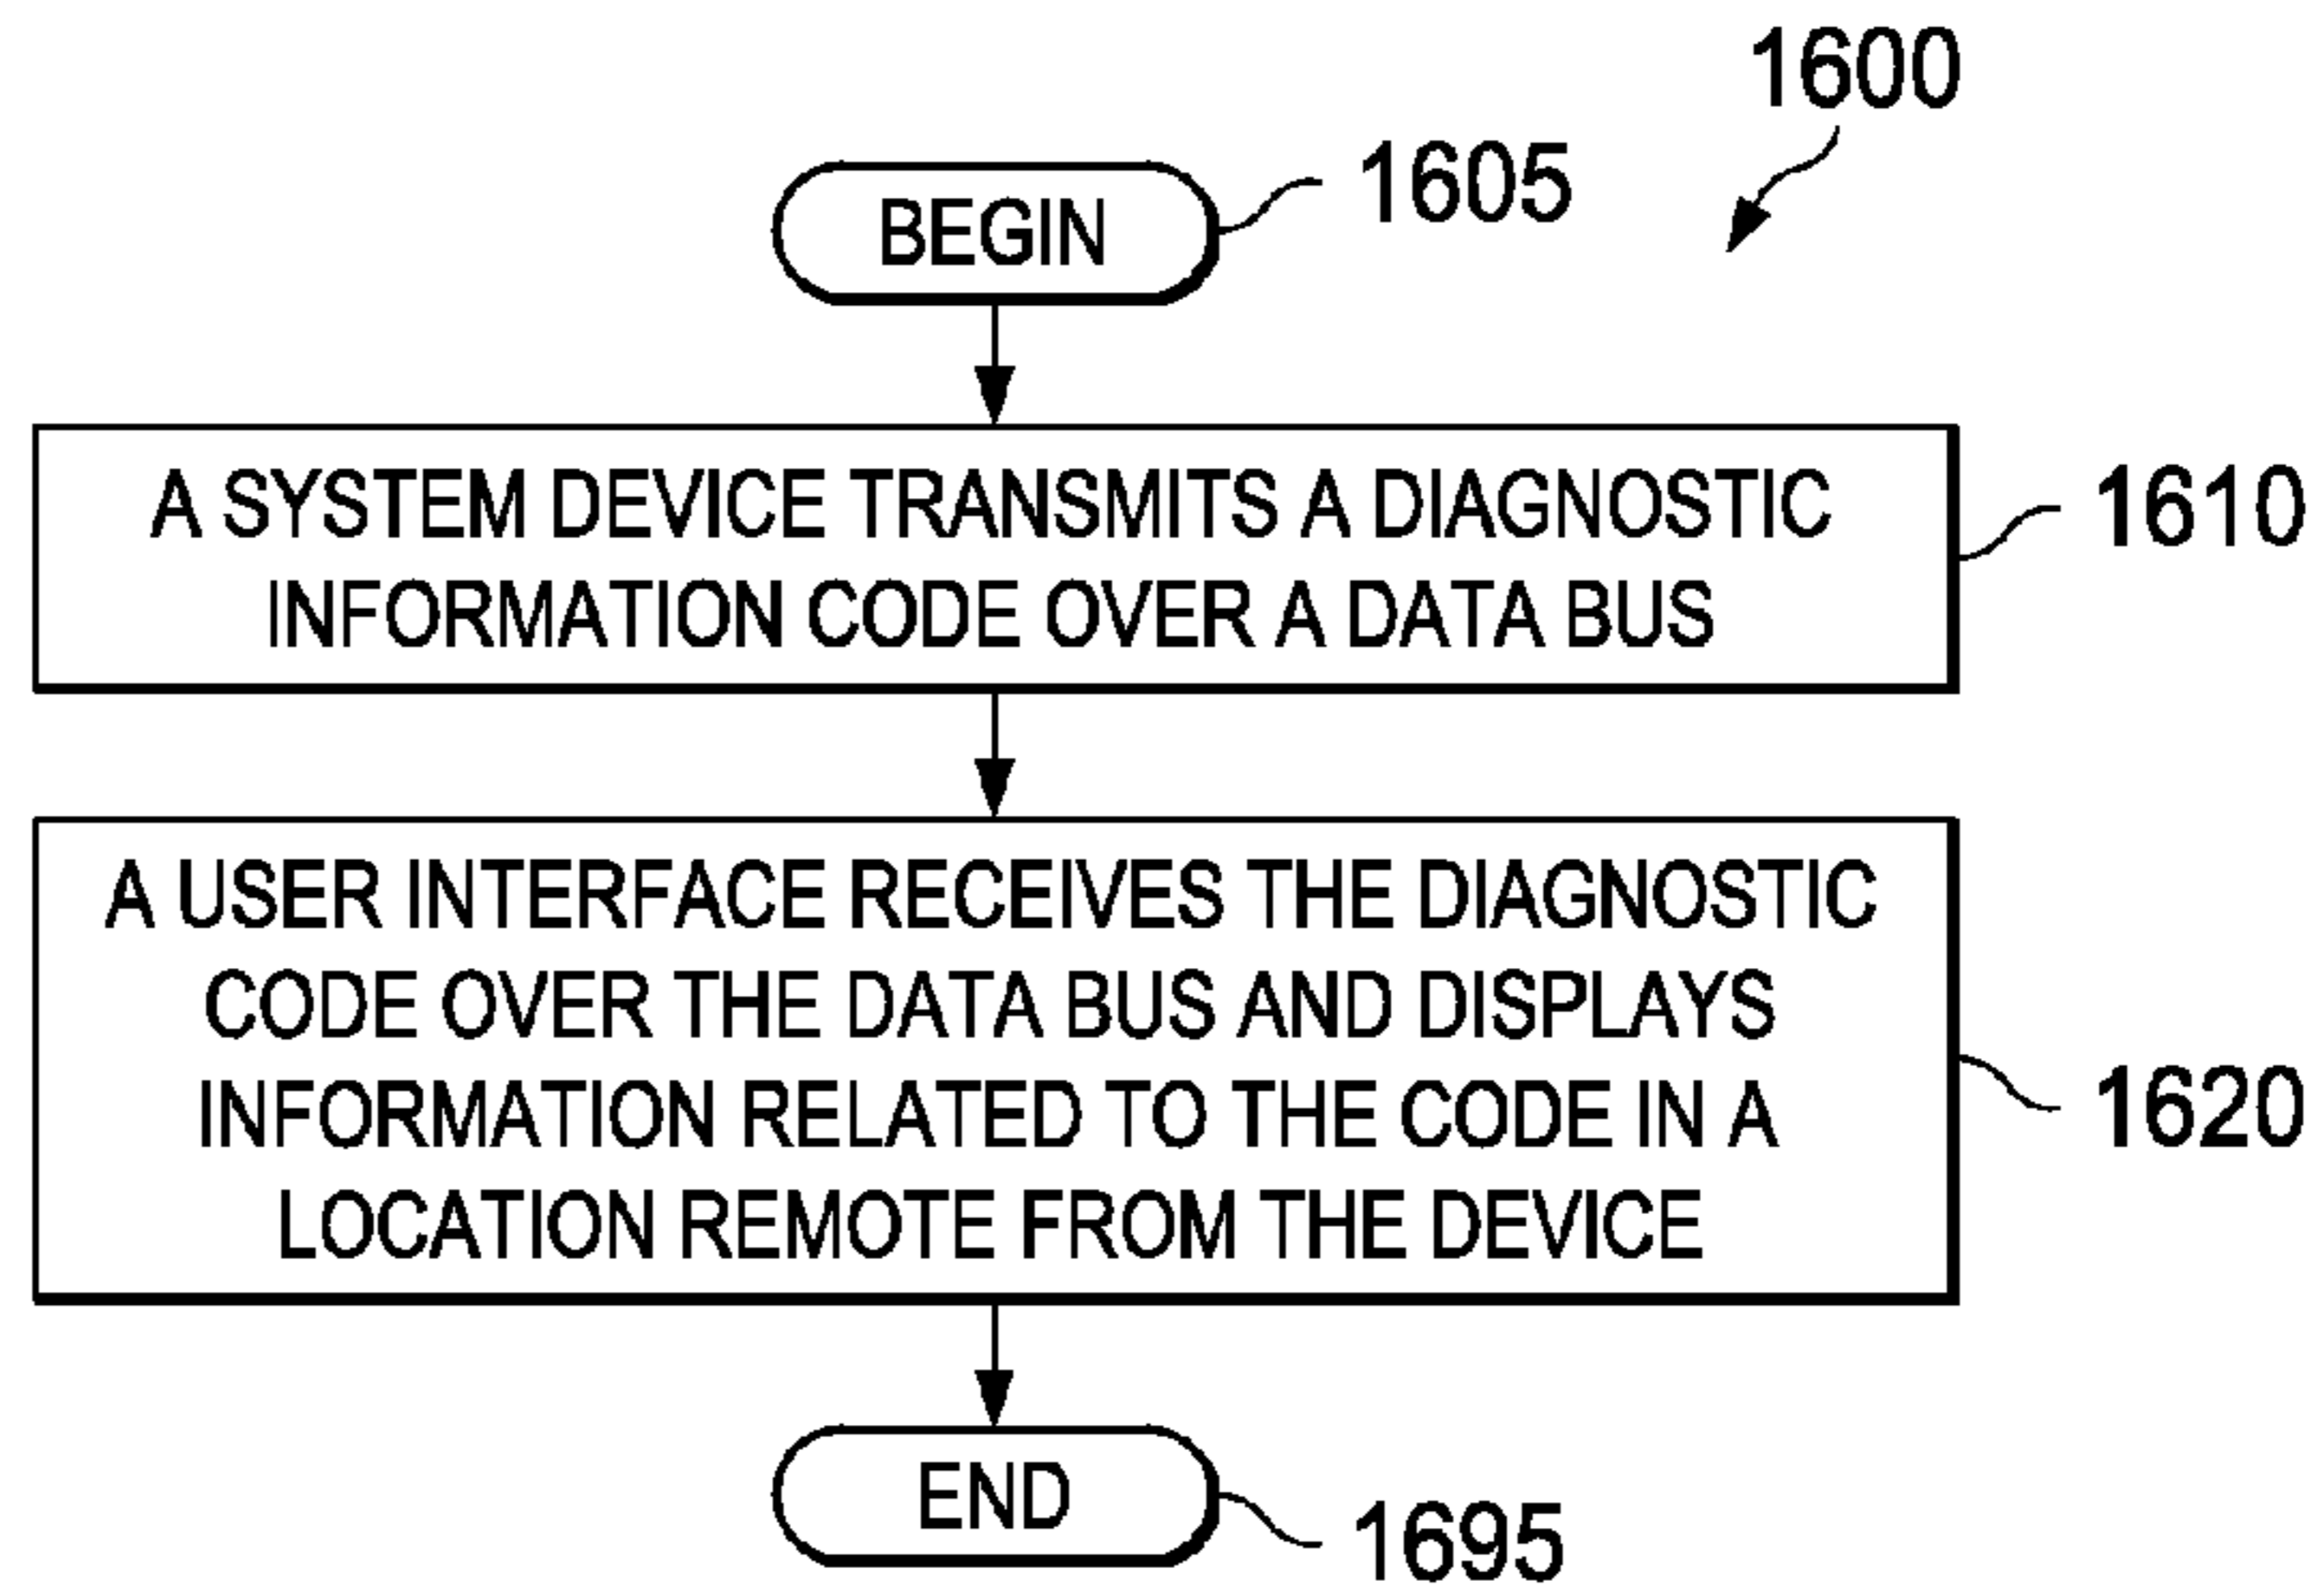 1600
BEGIN
1605
A SYSTEM DEVICE TRANSMITS A DIAGNOSTIC
INFORMATION CODE OVER A DATA BUS
1610
A USER INTERFACE RECEIVES THE DIAGNOSTIC
CODE OVER THE DATA BUS AND DISPLAYS
INFORMATION RELATED TO THE CODE IN A
LOCATION REMOTE FROM THE DEVICE
1620
END
1695